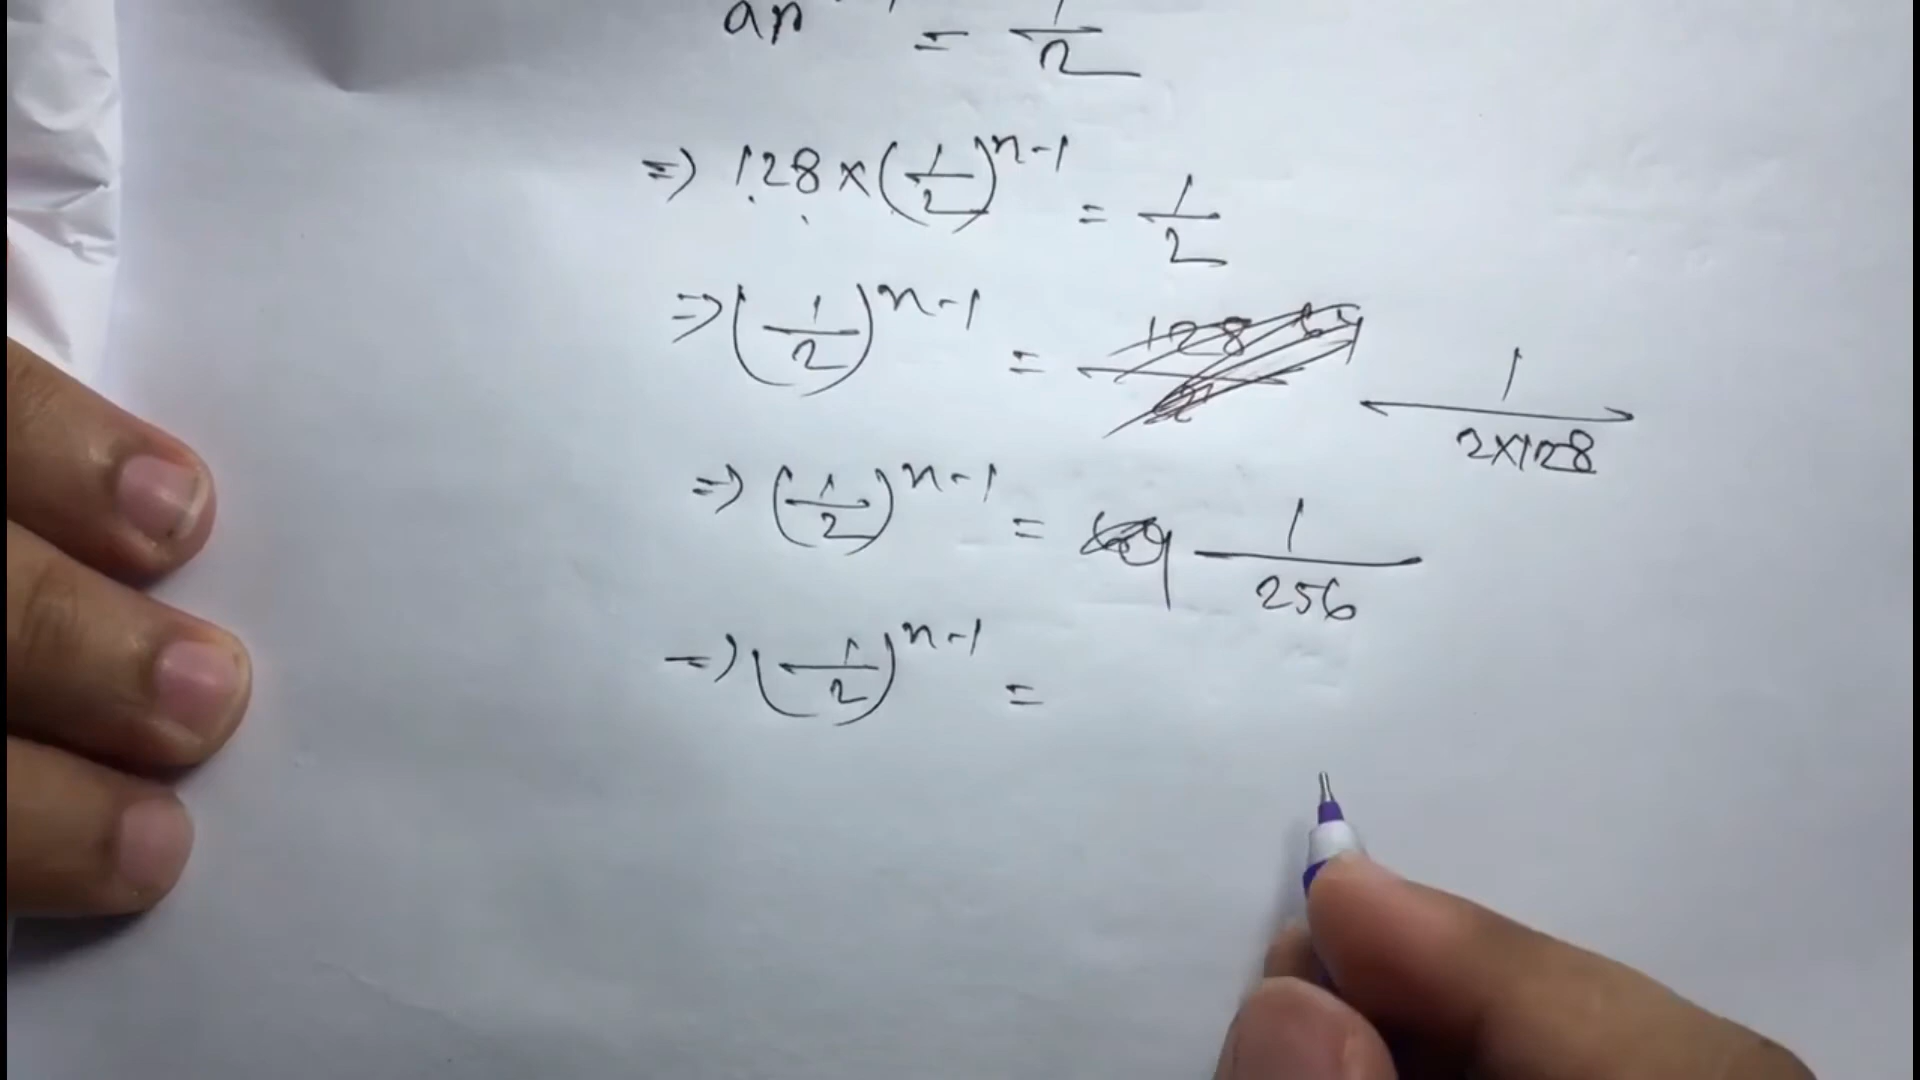 ar = 1/2
=> 128 × (1/2)^n-1 = 1/2
=> (1/2)^n-1 = 1/2×128
=> (1/2)^n-1 = 1/256
=> (1/2)^n-1 =